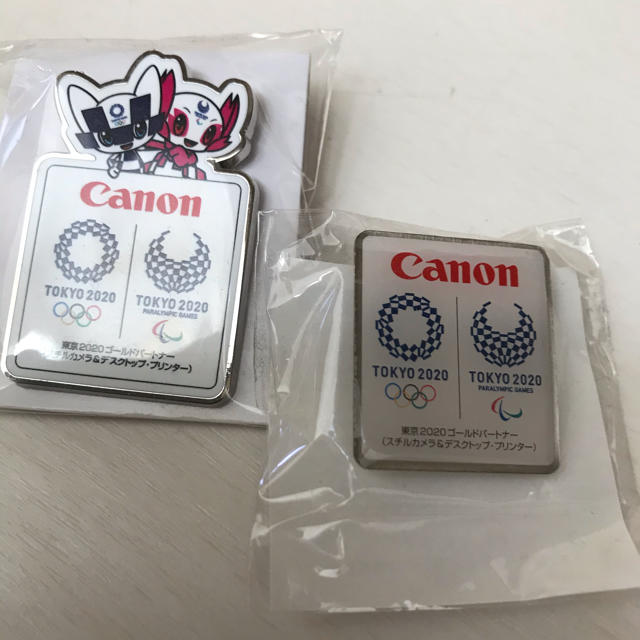 Canon
TOKYO 2020
TOKYO 2020
PARALYMPIC GAMES
東京2020ゴールドパートナー
(スチルカメラ&デスクトップ・プリンター)
Canon
TOKYO 2020
TOKYO 2020
PARALYMPIC GAMES
東京2020ゴールドパートナー
(スチルカメラ&デスクトップ・プリンター)